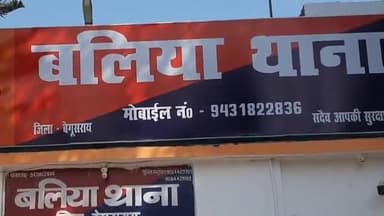 बलिया थाना
मोबाईल नं० - 9431822836
जिला - बेगूसराय
सदैव आपकी सुरक्षा
बलिया थाना